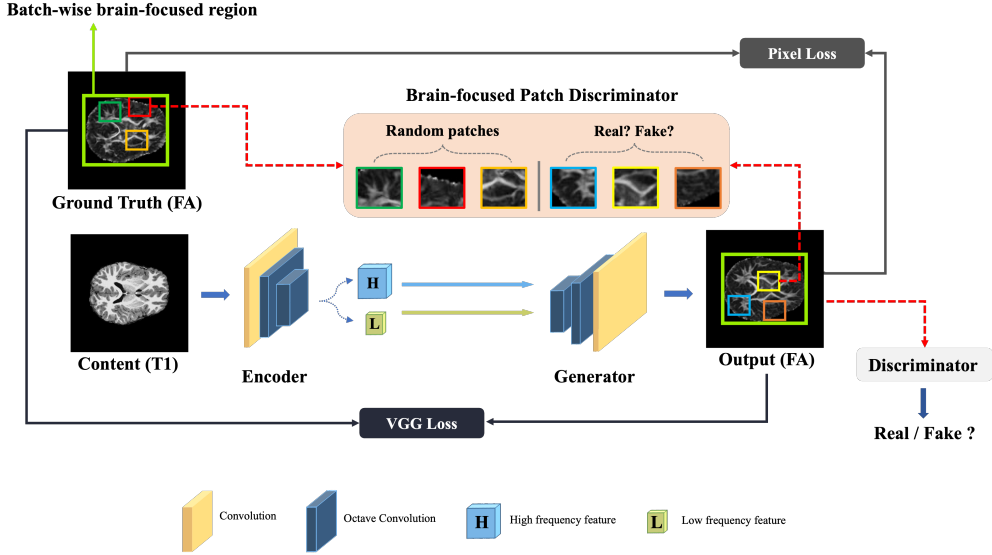 Batch-wise brain-focused region
Pixel Loss
Brain-focused Patch Discriminator
Random patches
Real? Fake?
Ground Truth (FA)
H
L
Content (T1)
Encoder
Generator
Output (FA)
Discriminator
VGG Loss
Real / Fake ?
Convolution
Octave Convolution
H
High frequency feature
L
Low frequency feature